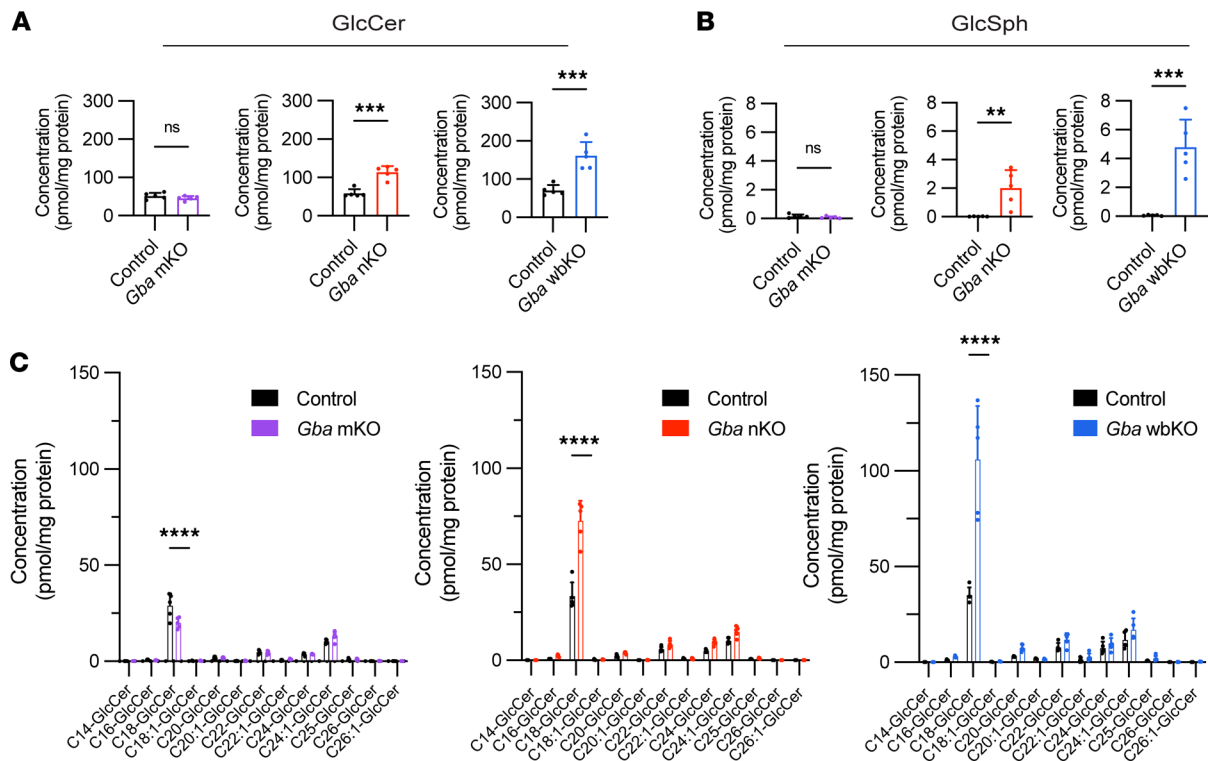 A
GlcCer
B
GlcSph
Concentration
(pmol/mg protein)
300
200
100
0
ns
Control
Gba mKO
Concentration
(pmol/mg protein)
300
200
100
0
***
Control
Gba nKO
Concentration
(pmol/mg protein)
300
200
100
0
***
Control
Gba wbKO
Concentration
(pmol/mg protein)
8
6
4
2
0
ns
Control
Gba mKO
Concentration
(pmol/mg protein)
8
6
4
2
0
**
Control
Gba nKO
Concentration
(pmol/mg protein)
8
6
4
2
0
***
Control
Gba wbKO
C
Concentration
(pmol/mg protein)
150
100
50
0
****
Control
Gba mKO
C14-GlcCer
C16-GlcCer
C18-GlcCer
C18:1-GlcCer
C20-GlcCer
C20:1-GlcCer
C22-GlcCer
C22:1-GlcCer
C24-GlcCer
C24:1-GlcCer
C25-GlcCer
C26-GlcCer
C26:1-GlcCer
Concentration
(pmol/mg protein)
150
100
50
0
****
Control
Gba nKO
C14-GlcCer
C16-GlcCer
C18-GlcCer
C18:1-GlcCer
C20-GlcCer
C20:1-GlcCer
C22-GlcCer
C22:1-GlcCer
C24-GlcCer
C24:1-GlcCer
C25-GlcCer
C26-GlcCer
C26:1-GlcCer
Concentration
(pmol/mg protein)
150
100
50
0
****
Control
Gba wbKO
C14-GlcCer
C16-GlcCer
C18-GlcCer
C18:1-GlcCer
C20-GlcCer
C20:1-GlcCer
C22-GlcCer
C22:1-GlcCer
C24-GlcCer
C24:1-GlcCer
C25-GlcCer
C26-GlcCer
C26:1-GlcCer